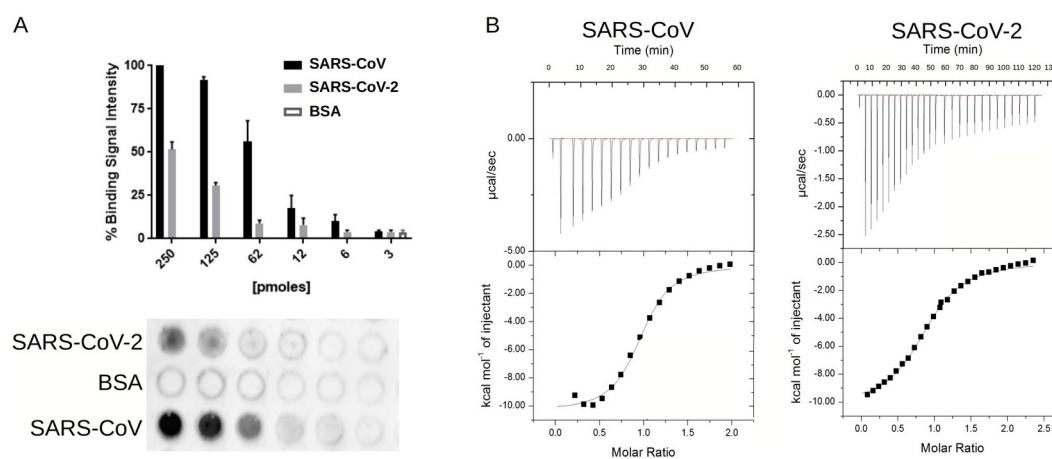 A
% Binding Signal Intensity
100
75
50
25
0
SARS-CoV
SARS-CoV-2
BSA
250 125 62 12 6 3
[pmoles]
SARS-CoV-2
BSA
SARS-CoV
B
SARS-CoV
Time (min)
0 10 20 30 40 50 60
0.00
-5.00
µcal/sec
0.00
-2.00
-4.00
-6.00
-8.00
-10.00
kcal mol-1 of injectant
0.0 0.5 1.0 1.5 2.0
Molar Ratio
SARS-CoV-2
Time (min)
0 10 20 30 40 50 60 70 80 90 100 110 120 13
0.00
-0.50
-1.00
-1.50
-2.00
-2.50
µcal/sec
0.00
-2.00
-4.00
-6.00
-8.00
-10.00
kcal mol-1 of injectant
0.0 0.5 1.0 1.5 2.0 2.5
Molar Ratio